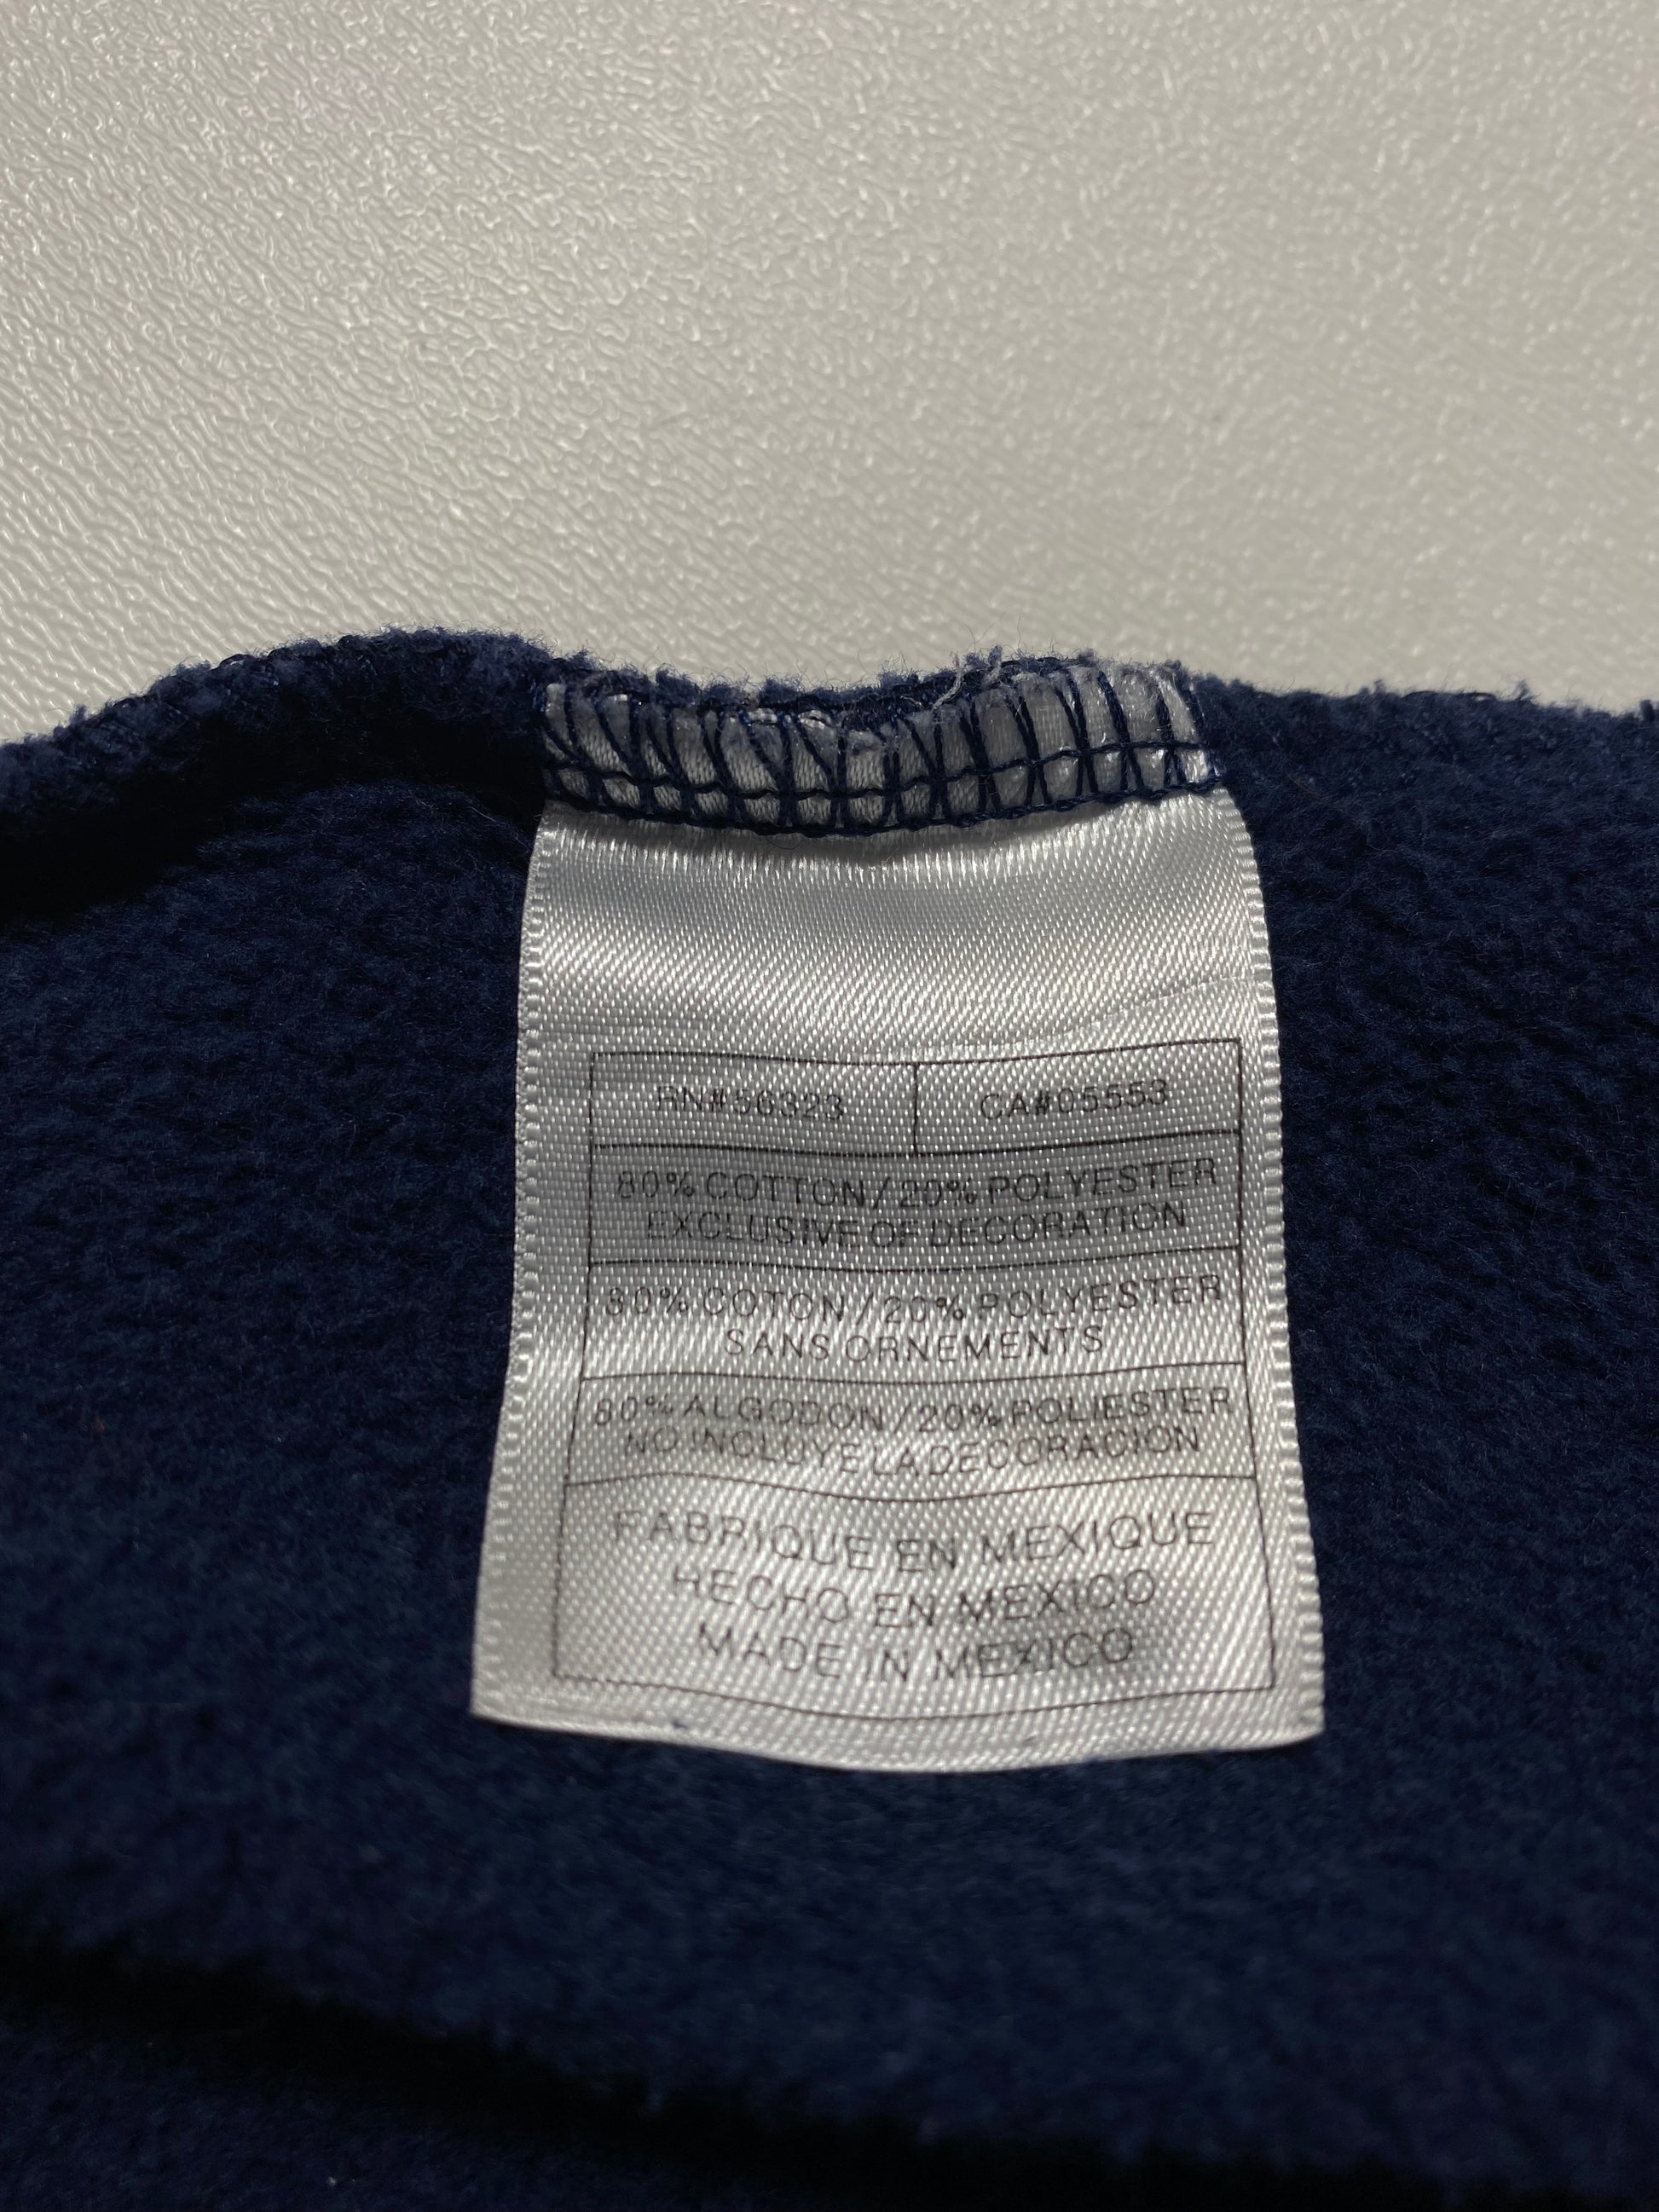 RN#56323 CA#05553
80% COTTON/20% POLYESTER
EXCLUSIVE OF DECORATION
80% COTON/20% POLYESTER
SANS ORNEMENTS
80% ALGODON/20% POLIESTER
NO INCLUYE LA DECORACION
FABRIQUE EN MEXIQUE
HECHO EN MEXICO
MADE IN MEXICO